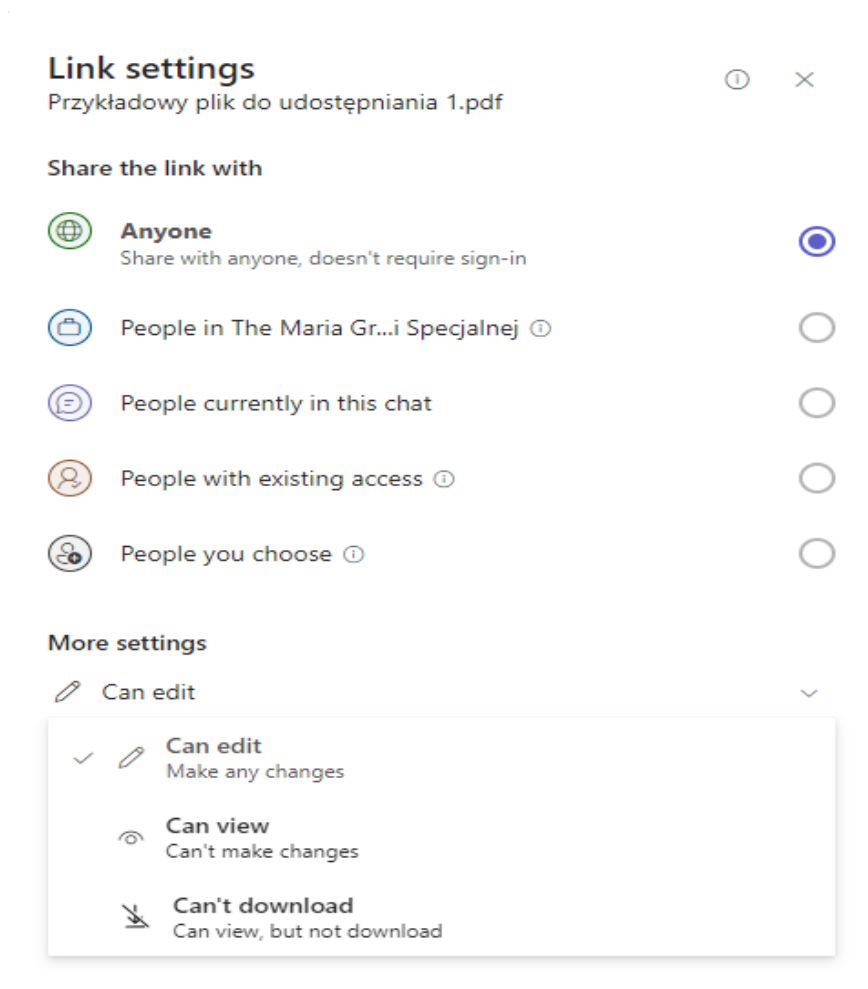 Link settings
Przykładowy plik do udostępniania 1.pdf
Share the link with
Anyone
Share with anyone, doesn't require sign-in
People in The Maria Gr...i Specjalnej
People currently in this chat
People with existing access
People you choose
More settings
Can edit
Can edit
Make any changes
Can view
Can't make changes
Can't download
Can view, but not download